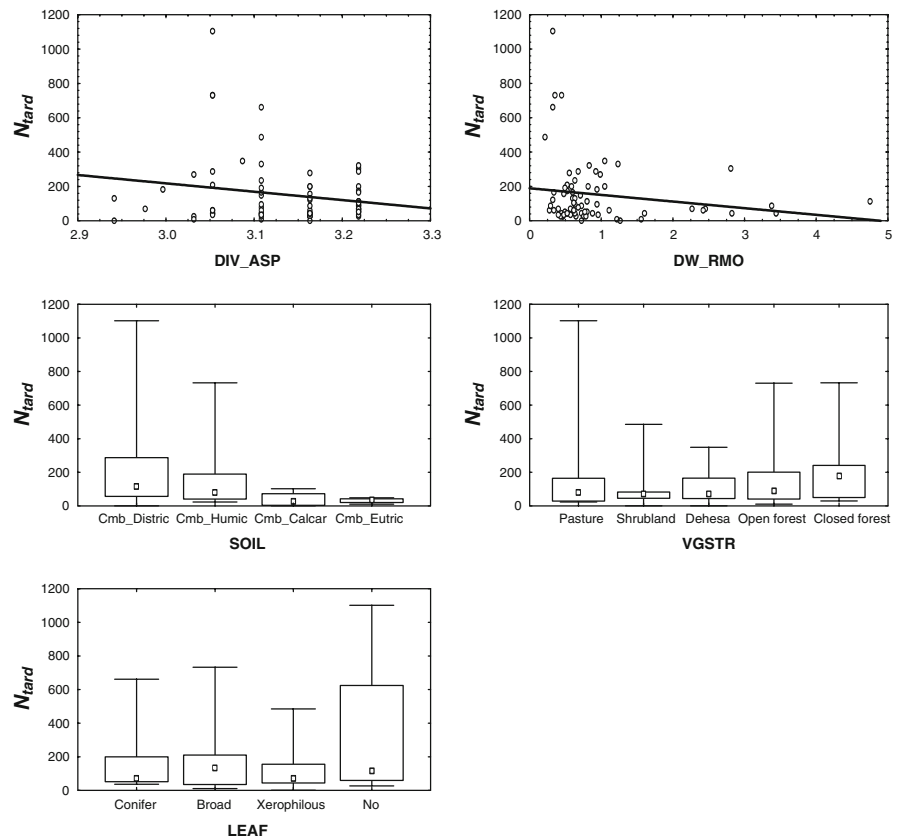 1200
1000
800
600
400
200
0
N_tard
2.9 3.0 3.1 3.2 3.3
DIV_ASP
1200
1000
800
600
400
200
0
N_tard
0 1 2 3 4 5
DW_RMO
1200
1000
800
600
400
200
0
N_tard
Cmb_Distric Cmb_Humic Cmb_Calcar Cmb_Eutric
SOIL
1200
1000
800
600
400
200
0
N_tard
Pasture Shrubland Dehesa Open forest Closed forest
VGSTR
1200
1000
800
600
400
200
0
N_tard
Conifer Broad Xerophilous No
LEAF